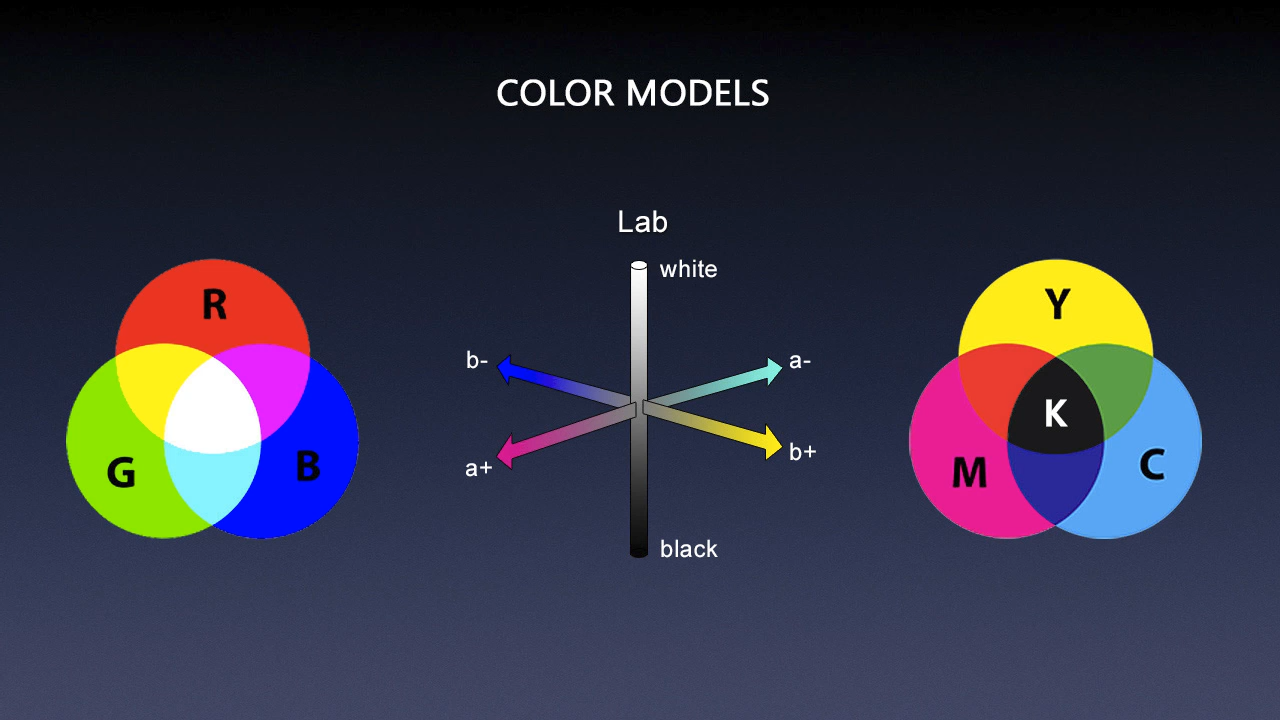 COLOR MODELS
Lab
white
R
G
B
b-
a-
a+
b+
black
Y
K
M
C